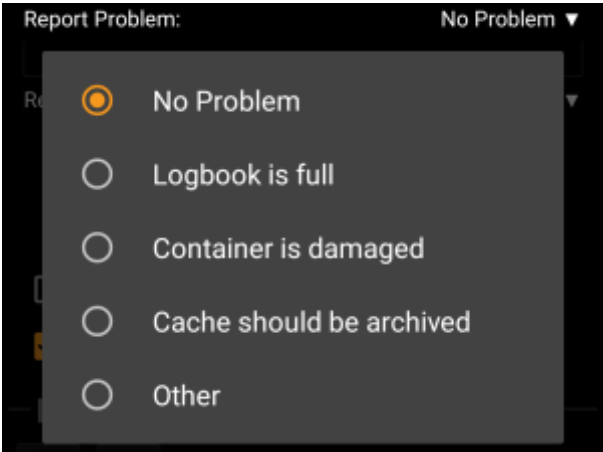 Report Problem: No Problem ▼
No Problem
Logbook is full
Container is damaged
Cache should be archived
Other